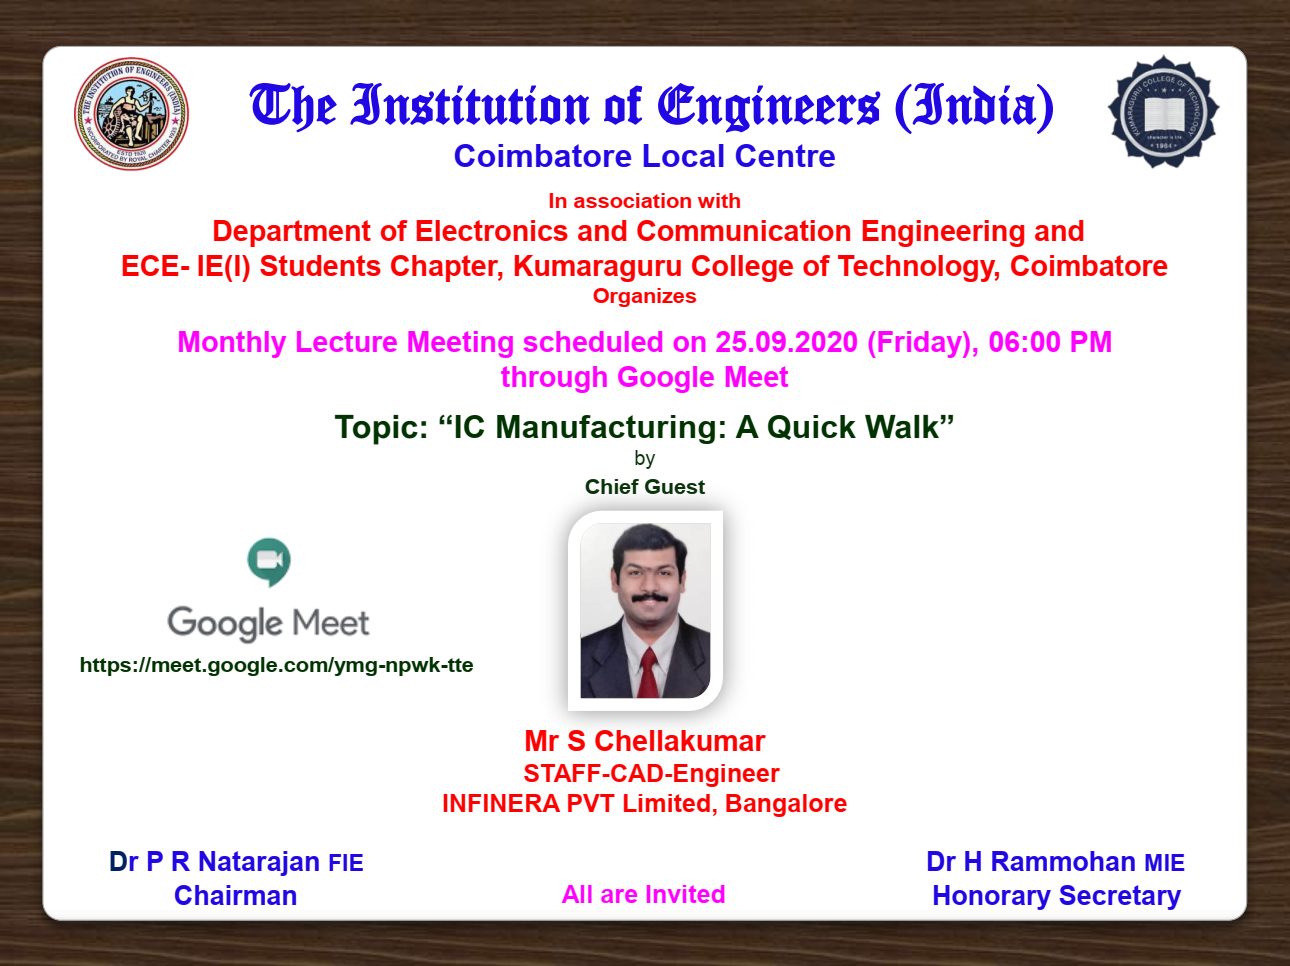 The Institution of Engineers (India)
Coimbatore Local Centre
THE INSTITUTION OF ENGINEERS (INDIA)
INCORPORATED BY ROYAL CHARTER 1935
ESTD 1920
KUMARAGURU COLLEGE OF TECHNOLOGY
character is life
1984
In association with
Department of Electronics and Communication Engineering and
ECE- IE(I) Students Chapter, Kumaraguru College of Technology, Coimbatore
Organizes
Monthly Lecture Meeting scheduled on 25.09.2020 (Friday), 06:00 PM
through Google Meet
Topic: “IC Manufacturing: A Quick Walk”
by
Chief Guest
Google Meet
https://meet.google.com/ymg-npwk-tte
Mr S Chellakumar
STAFF-CAD-Engineer
INFINERA PVT Limited, Bangalore
Dr P R Natarajan FIE
Chairman
All are Invited
Dr H Rammohan MIE
Honorary Secretary